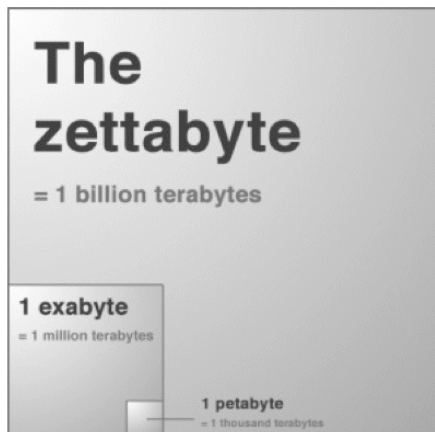 The
zettabyte
= 1 billion terabytes
1 exabyte
= 1 million terabytes
1 petabyte
= 1 thousand terabytes